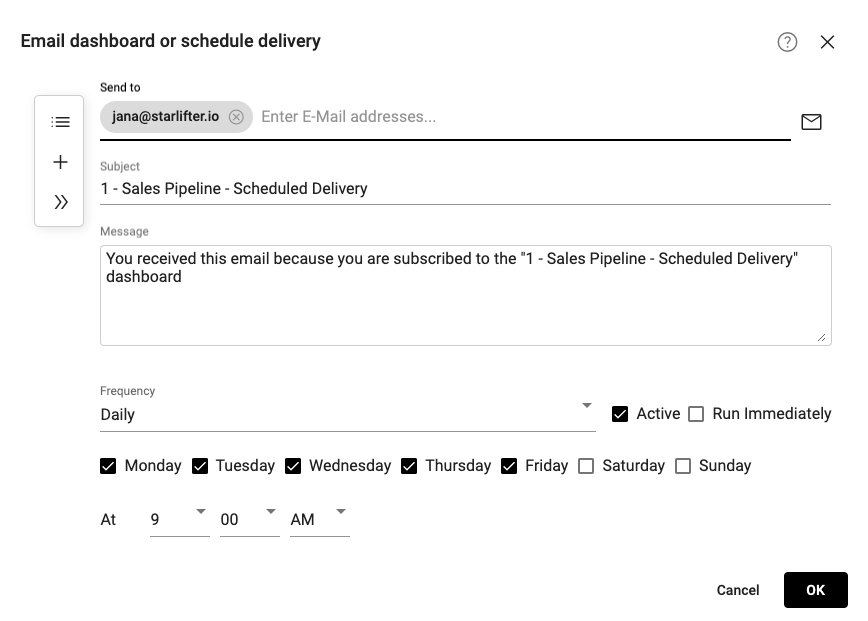 Email dashboard or schedule delivery
?
Send to
jana@starlifter.io Enter E-Mail addresses...
Subject
1 - Sales Pipeline - Scheduled Delivery
Message
You received this email because you are subscribed to the "1 - Sales Pipeline - Scheduled Delivery"
dashboard
Frequency
Daily Active Run Immediately
Monday Tuesday Wednesday Thursday Friday Saturday Sunday
At 9 00 AM
Cancel OK